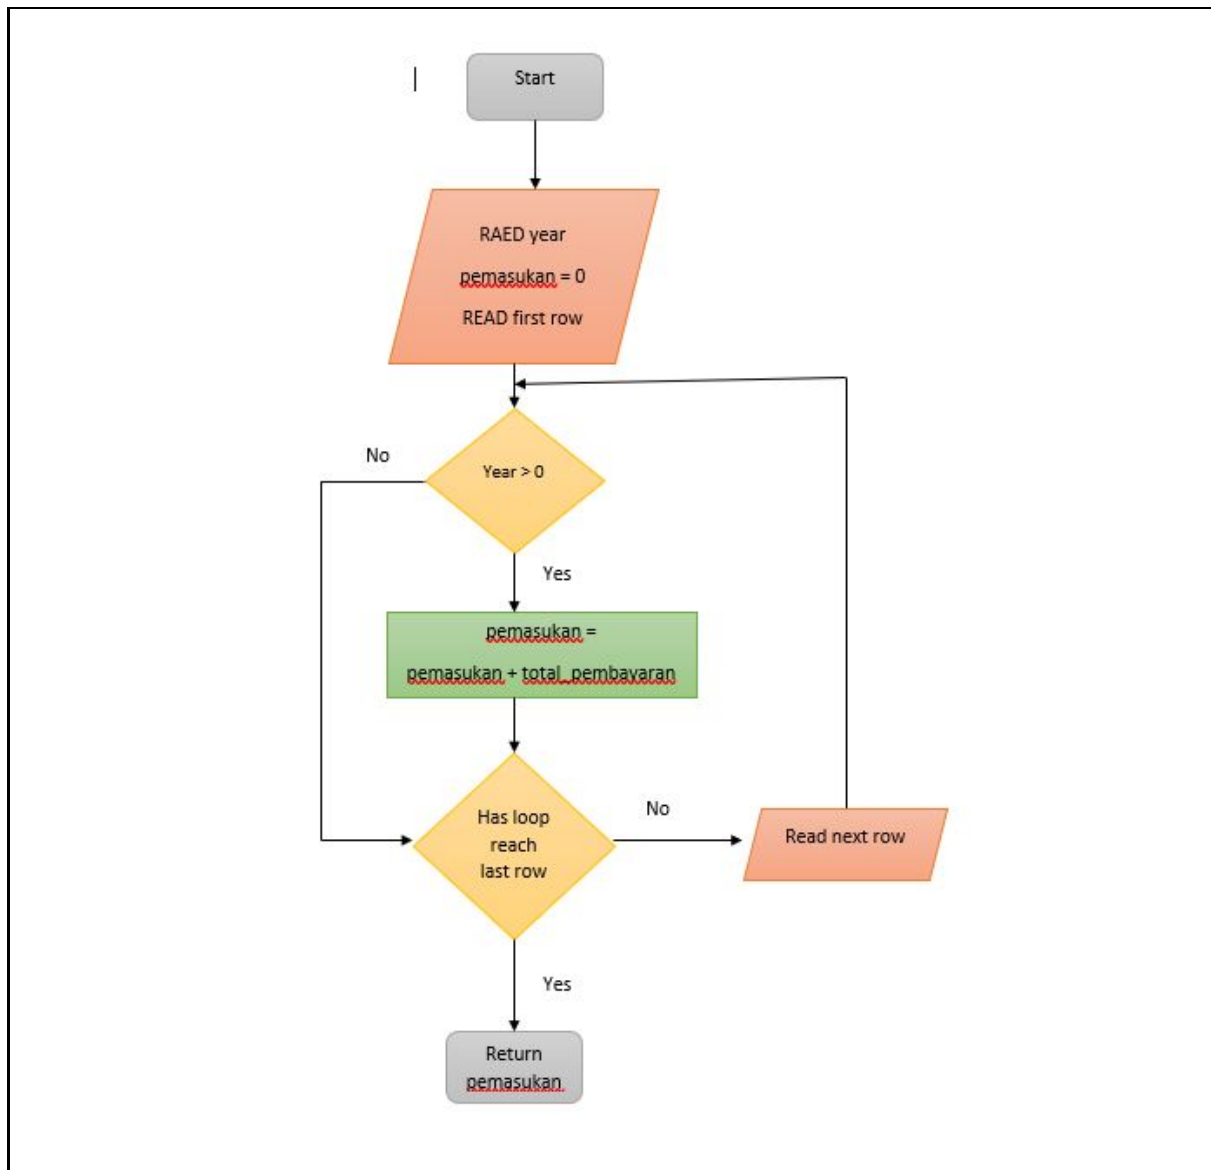 Start
RAED year
pemasukan = 0
READ first row
No
Year > 0
Yes
pemasukan =
pemasukan + total_pembayaran
Has loop
reach
last row
No
Read next row
Yes
Return
pemasukan